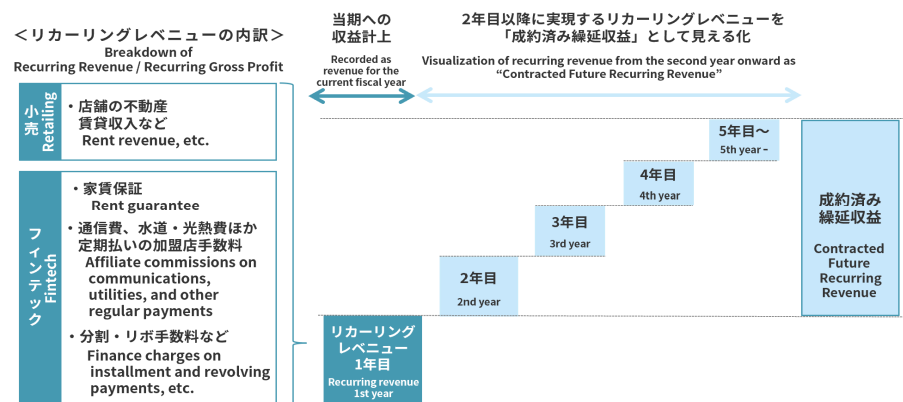 ＜リカーリングレベニューの内訳＞
Breakdown of
Recurring Revenue / Recurring Gross Profit
小売
Retailing
・店舗の不動産
賃貸収入など
Rent revenue, etc.
フィンテック
Fintech
・家賃保証
Rent guarantee
・通信費、水道・光熱費ほか
定期払いの加盟店手数料
Affiliate commissions on
communications,
utilities, and other
regular payments
・分割・リボ手数料など
Finance charges on
installment and revolving
payments, etc.
当期への
収益計上
Recorded as
revenue for the
current fiscal year
2年目以降に実現するリカーリングレベニューを
「成約済み繰延収益」として見える化
Visualization of recurring revenue from the second year onward as
“Contracted Future Recurring Revenue”
リカーリング
レベニュー
1年目
Recurring revenue
1st year
2年目
2nd year
3年目
3rd year
4年目
4th year
5年目～
5th year –
成約済み
繰延収益
Contracted
Future
Recurring
Revenue